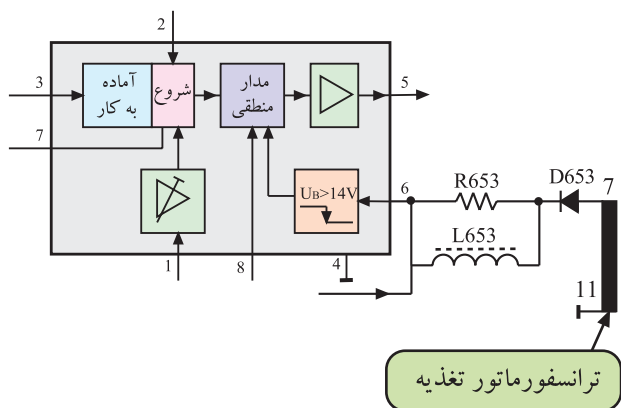 2
3
آماده
به کار
شروع
مدار
منطقی
5
7
UB>14V
6
R653
D653
7
L653
1
8
4
11
ترانسفورماتور تغذیه